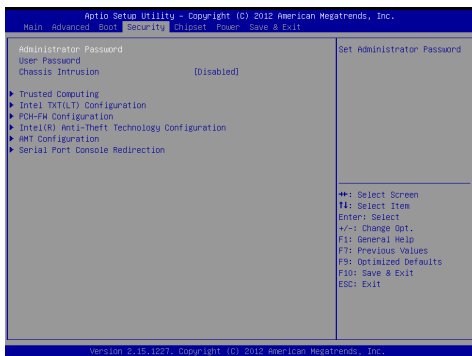 Aptio Setup Utility – Copyright (C) 2012 American Megatrends, Inc.
Main Advanced Boot Security Chipset Power Save & Exit
Administrator Password
User Password
Chassis Intrusion [Disabled]
Trusted Computing
Intel TXT(LT) Configuration
PCH-FW Configuration
Intel(R) Anti-Theft Technology Configuration
AMT Configuration
Serial Port Console Redirection
Set Administrator Password
→←: Select Screen
↑↓: Select Item
Enter: Select
+/-: Change Opt.
F1: General Help
F7: Previous Values
F9: Optimized Defaults
F10: Save & Exit
ESC: Exit
Version 2.15.1227. Copyright (C) 2012 American Megatrends, Inc.